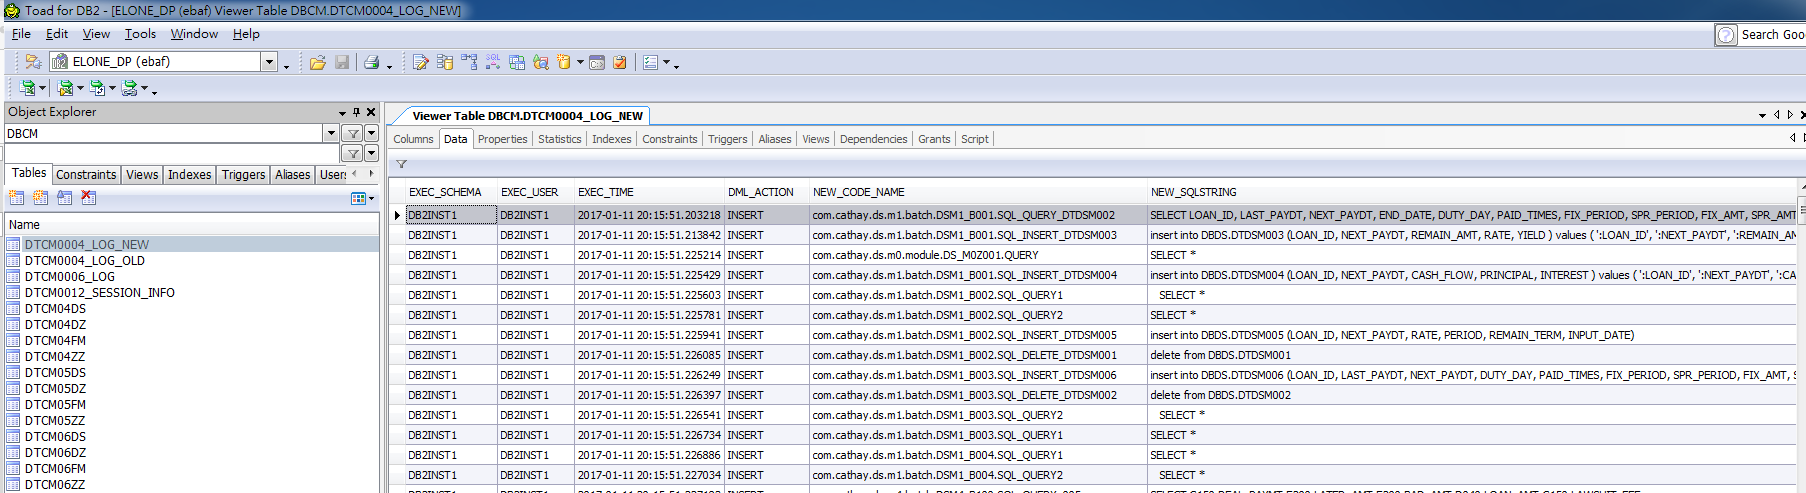 Toad for DB2 - [ELONE_DP (ebaf) Viewer Table DBCM.DTCM0004_LOG_NEW]
File Edit View Tools Window Help
Search Goo
ELONE_DP (ebaf)
Object Explorer
DBCM
Tables Constraints Views Indexes Triggers Aliases Users
Name
DTCM0004_LOG_NEW
DTCM0004_LOG_OLD
DTCM0006_LOG
DTCM0012_SESSION_INFO
DTCM04DS
DTCM04DZ
DTCM04FM
DTCM04ZZ
DTCM05DS
DTCM05DZ
DTCM05FM
DTCM05ZZ
DTCM06DS
DTCM06DZ
DTCM06FM
DTCM06ZZ
Viewer Table DBCM.DTCM0004_LOG_NEW
Columns Data Properties Statistics Indexes Constraints Triggers Aliases Views Dependencies Grants Script
EXEC_SCHEMA EXEC_USER EXEC_TIME DML_ACTION NEW_CODE_NAME NEW_SQLSTRING
DB2INST1 DB2INST1 2017-01-11 20:15:51.203218 INSERT com.cathay.ds.m1.batch.DSM1_B001.SQL_QUERY_DTDSM002 SELECT LOAN_ID, LAST_PAYDT, NEXT_PAYDT, END_DATE, DUTY_DAY, PAID_TIMES, FIX_PERIOD, SPR_PERIOD, FIX_AMT, SPR_AMT
DB2INST1 DB2INST1 2017-01-11 20:15:51.213842 INSERT com.cathay.ds.m1.batch.DSM1_B001.SQL_INSERT_DTDSM003 insert into DBDS.DTDSM003 (LOAN_ID, NEXT_PAYDT, REMAIN_AMT, RATE, YIELD ) values ( ':LOAN_ID', ':NEXT_PAYDT', ':REMAIN_AM
DB2INST1 DB2INST1 2017-01-11 20:15:51.225214 INSERT com.cathay.ds.m0.module.DS_M0Z001.QUERY SELECT *
DB2INST1 DB2INST1 2017-01-11 20:15:51.225429 INSERT com.cathay.ds.m1.batch.DSM1_B001.SQL_INSERT_DTDSM004 insert into DBDS.DTDSM004 (LOAN_ID, NEXT_PAYDT, CASH_FLOW, PRINCIPAL, INTEREST ) values ( ':LOAN_ID', ':NEXT_PAYDT', ':CA
DB2INST1 DB2INST1 2017-01-11 20:15:51.225603 INSERT com.cathay.ds.m1.batch.DSM1_B002.SQL_QUERY1 SELECT *
DB2INST1 DB2INST1 2017-01-11 20:15:51.225781 INSERT com.cathay.ds.m1.batch.DSM1_B002.SQL_QUERY2 SELECT *
DB2INST1 DB2INST1 2017-01-11 20:15:51.225941 INSERT com.cathay.ds.m1.batch.DSM1_B002.SQL_INSERT_DTDSM005 insert into DBDS.DTDSM005 (LOAN_ID, NEXT_PAYDT, RATE, PERIOD, REMAIN_TERM, INPUT_DATE)
DB2INST1 DB2INST1 2017-01-11 20:15:51.226085 INSERT com.cathay.ds.m1.batch.DSM1_B002.SQL_DELETE_DTDSM001 delete from DBDS.DTDSM001
DB2INST1 DB2INST1 2017-01-11 20:15:51.226249 INSERT com.cathay.ds.m1.batch.DSM1_B003.SQL_INSERT_DTDSM006 insert into DBDS.DTDSM006 (LOAN_ID, LAST_PAYDT, NEXT_PAYDT, DUTY_DAY, PAID_TIMES, FIX_PERIOD, SPR_PERIOD, FIX_AMT, S
DB2INST1 DB2INST1 2017-01-11 20:15:51.226397 INSERT com.cathay.ds.m1.batch.DSM1_B003.SQL_DELETE_DTDSM002 delete from DBDS.DTDSM002
DB2INST1 DB2INST1 2017-01-11 20:15:51.226541 INSERT com.cathay.ds.m1.batch.DSM1_B003.SQL_QUERY2 SELECT *
DB2INST1 DB2INST1 2017-01-11 20:15:51.226734 INSERT com.cathay.ds.m1.batch.DSM1_B003.SQL_QUERY1 SELECT *
DB2INST1 DB2INST1 2017-01-11 20:15:51.226886 INSERT com.cathay.ds.m1.batch.DSM1_B004.SQL_QUERY1 SELECT *
DB2INST1 DB2INST1 2017-01-11 20:15:51.227034 INSERT com.cathay.ds.m1.batch.DSM1_B004.SQL_QUERY2 SELECT *